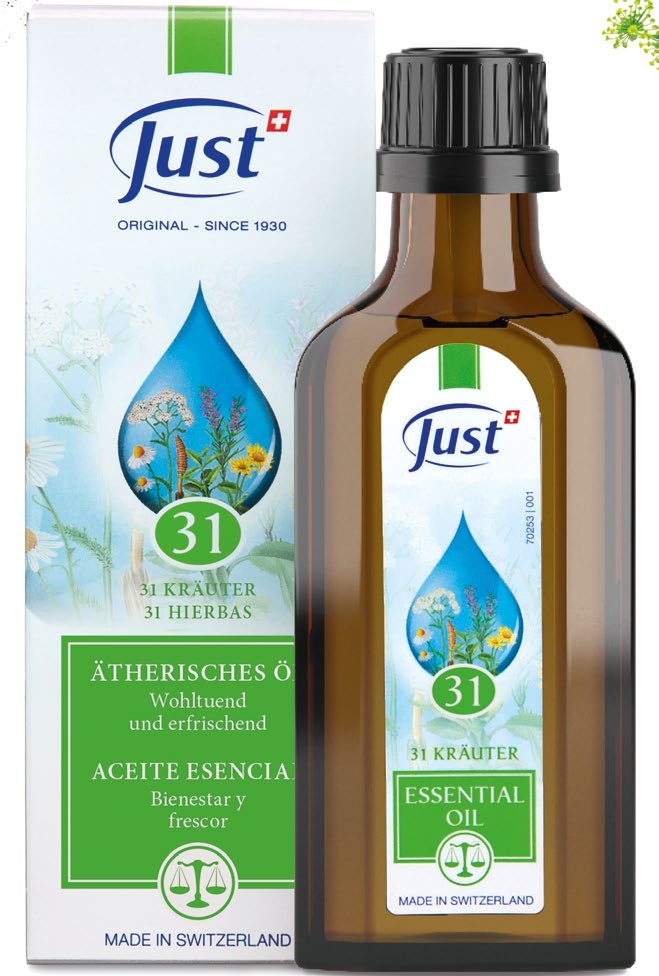 Just
ORIGINAL - SINCE 1930
31
31 KRÄUTER
31 HIERBAS
ÄTHERISCHES Ö
Wohltuend
und erfrischend
ACEITE ESENCIAL
Bienestar y
frescor
MADE IN SWITZERLAND
Just
70253 | 001
31
31 KRÄUTER
ESSENTIAL
OIL
MADE IN SWITZERLAND